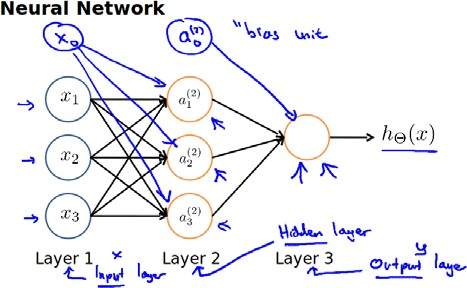 Neural Network
x₀ a₀⁽²⁾ "bias unit
x₁ a₁⁽²⁾
x₂ a₂⁽²⁾ h_Θ(x)
x₃ a₃⁽²⁾
Layer 1 Layer 2 Layer 3
x Input layer
Hidden layer
y Output layer